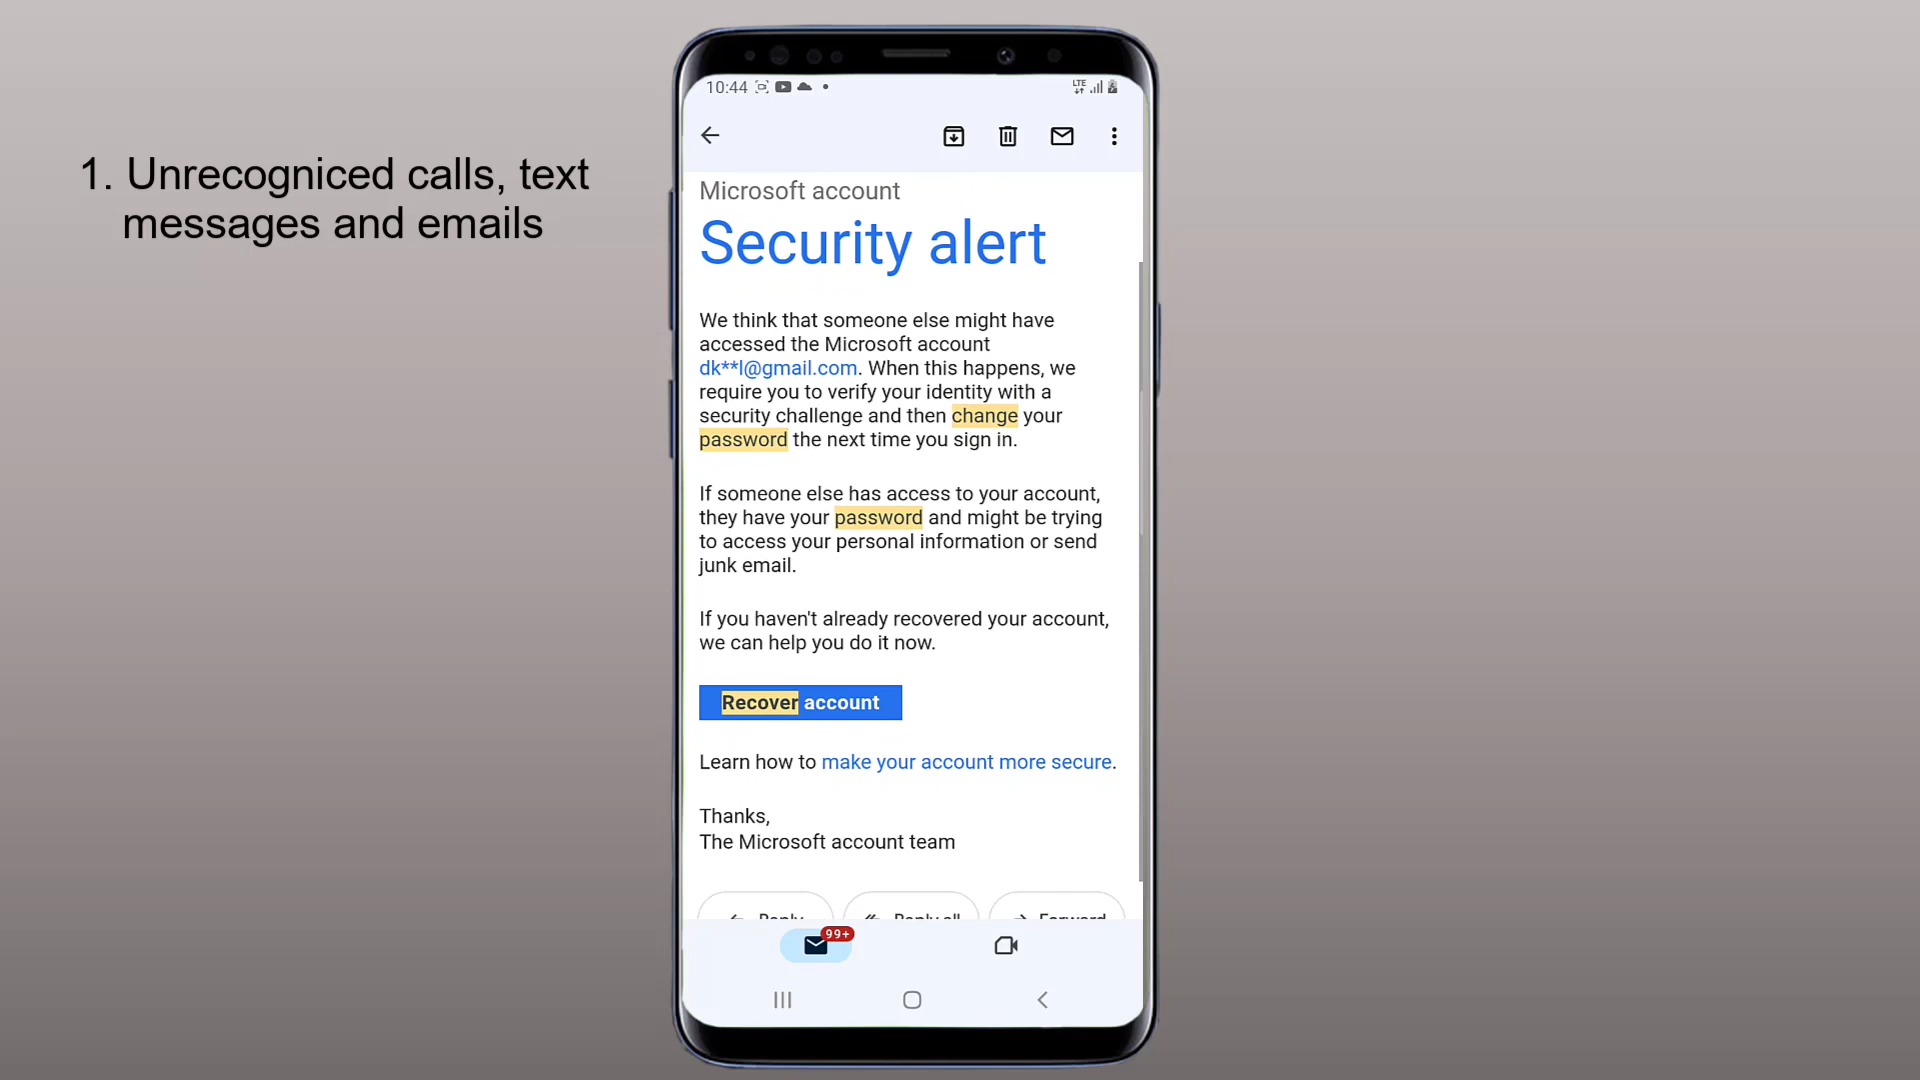 1. Unrecogniced calls, text
messages and emails
10:44
LTE
Microsoft account
Security alert
We think that someone else might have
accessed the Microsoft account
dk**l@gmail.com. When this happens, we
require you to verify your identity with a
security challenge and then change your
password the next time you sign in.
If someone else has access to your account,
they have your password and might be trying
to access your personal information or send
junk email.
If you haven't already recovered your account,
we can help you do it now.
Recover account
Learn how to make your account more secure.
Thanks,
The Microsoft account team
Reply Reply all Forward
99+